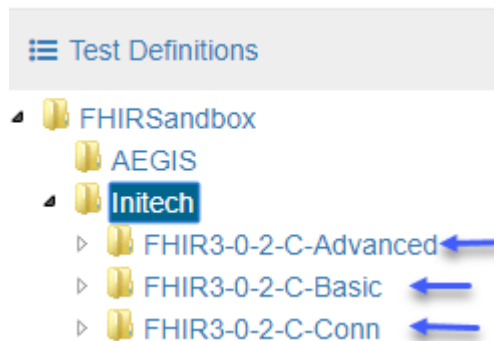 Test Definitions
FHIRSandbox
AEGIS
Initech
FHIR3-0-2-C-Advanced
FHIR3-0-2-C-Basic
FHIR3-0-2-C-Conn